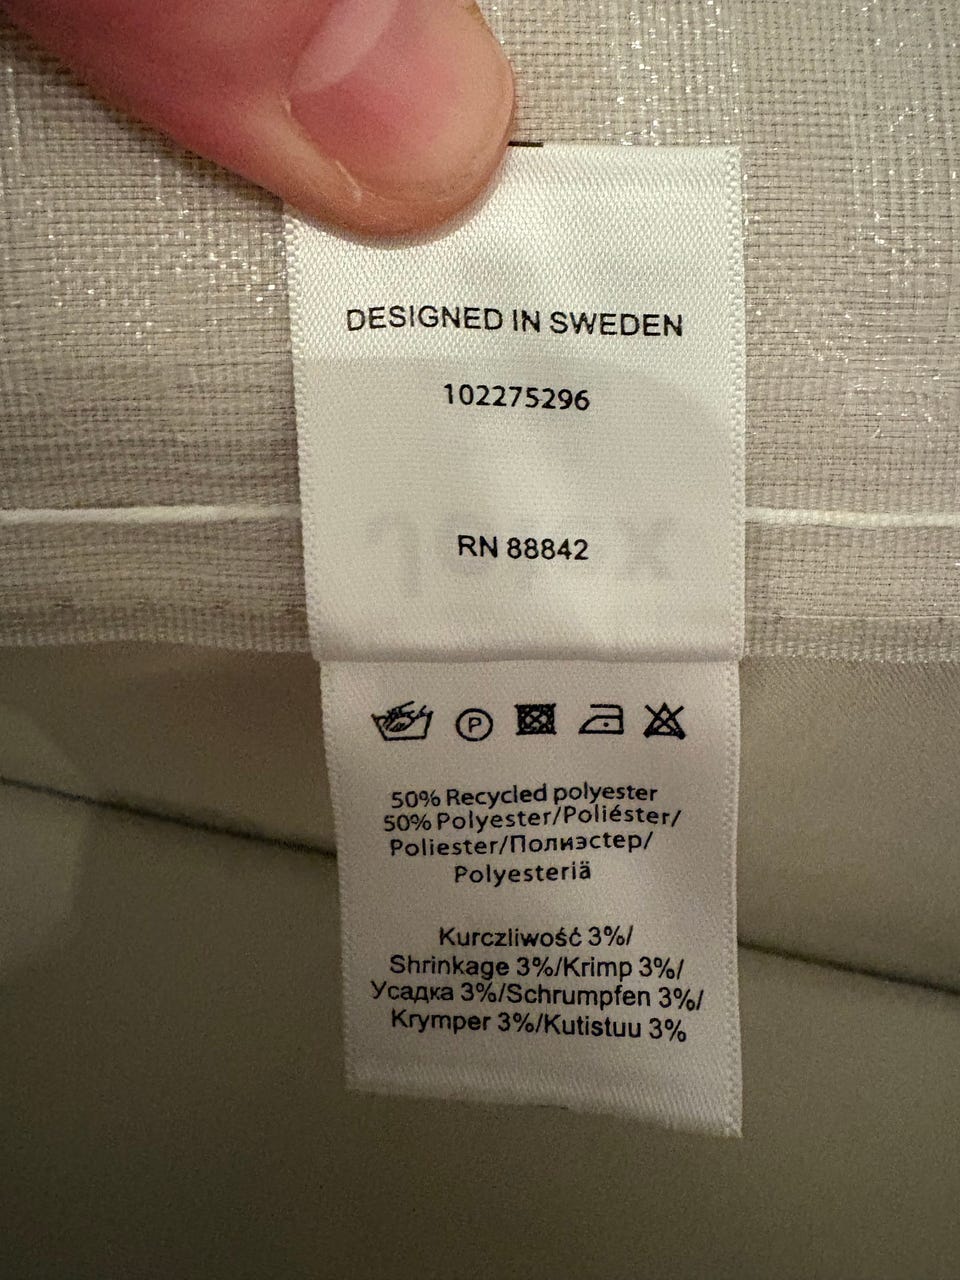 DESIGNED IN SWEDEN
102275296
RN 88842
P
50% Recycled polyester
50% Polyester/Poliéster/
Poliester/Полиэстер/
Polyesteriä
Kurczliwość 3%/
Shrinkage 3%/Krimp 3%/
Усадка 3%/Schrumpfen 3%/
Krymper 3%/Kutistuu 3%